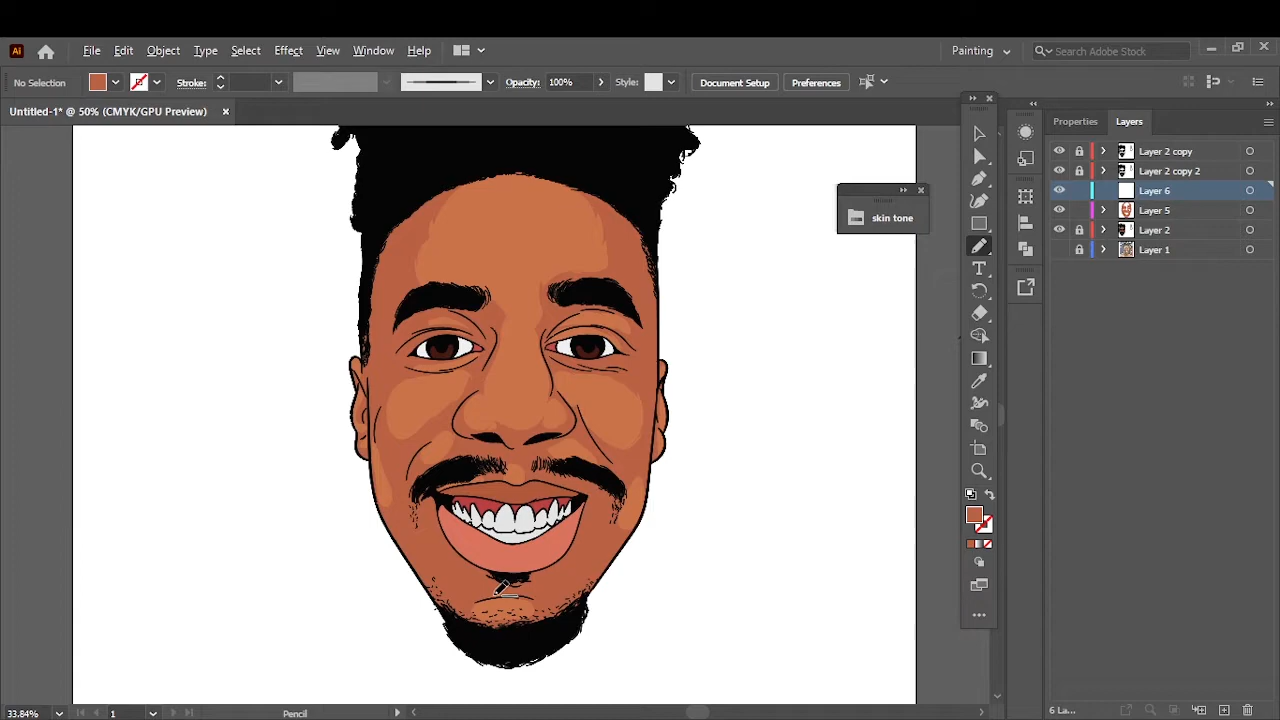 Ai File Edit Object Type Select Effect View Window Help Painting Search Adobe Stock
No Selection Stroke: Opacity: 100% Style: Document Setup Preferences
Untitled-1* @ 50% (CMYK/GPU Preview)
Properties Layers
Layer 2 copy
Layer 2 copy 2
Layer 6
Layer 5
Layer 2
Layer 1
skin tone
T
33.84% 1 Pencil 6 La...